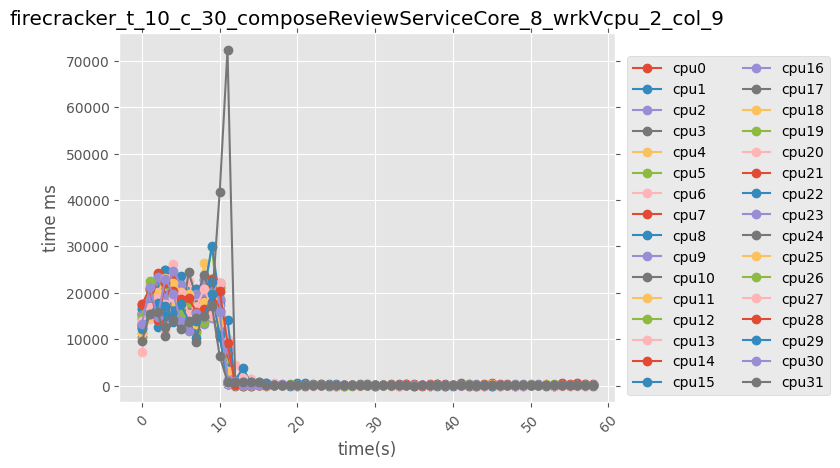 firecracker_t_10_c_30_composeReviewServiceCore_8_wrkVcpu_2_col_9
70000
60000
50000
40000
30000
20000
10000
0
time ms
0
10
20
30
40
50
60
time(s)
cpu0
cpu1
cpu2
cpu3
cpu4
cpu5
cpu6
cpu7
cpu8
cpu9
cpu10
cpu11
cpu12
cpu13
cpu14
cpu15
cpu16
cpu17
cpu18
cpu19
cpu20
cpu21
cpu22
cpu23
cpu24
cpu25
cpu26
cpu27
cpu28
cpu29
cpu30
cpu31